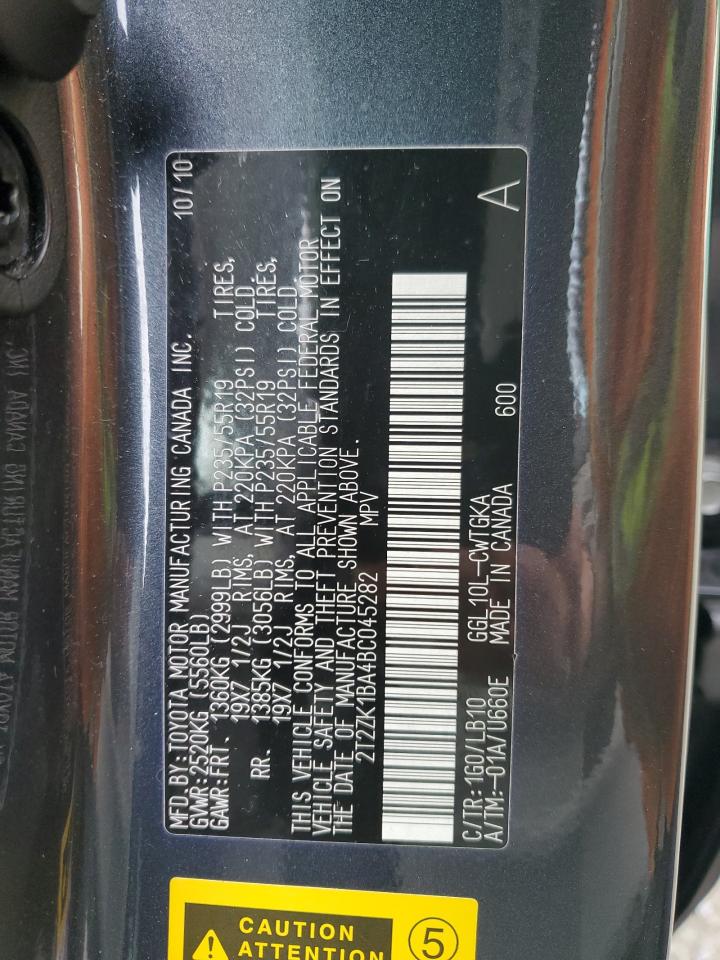 MFD.BY:TOYOTA MOTOR MANUFACTURING CANADA INC. 10/10
GVWR:2520KG (5560LB)
GAWR:FRT. 1360KG (2999LB) WITH P235/55R19 TIRES,
19X7 1/2J RIMS, AT 220KPA (32PSI) COLD.
RR. 1385KG (3056LB) WITH P235/55R19 TIRES,
19X7 1/2J RIMS, AT 220KPA (32PSI) COLD.
THIS VEHICLE CONFORMS TO ALL APPLICABLE FEDERAL MOTOR
VEHICLE SAFETY AND THEFT PREVENTION STANDARDS IN EFFECT ON
THE DATE OF MANUFACTURE SHOWN ABOVE.
2T2ZK1BA4BC045282 MPV
C/TR:1G0/LB10 GGL10L-CWTGKA
A/TM:-01A/U660E MADE IN CANADA 600 A
CAUTION
ATTENTION
5